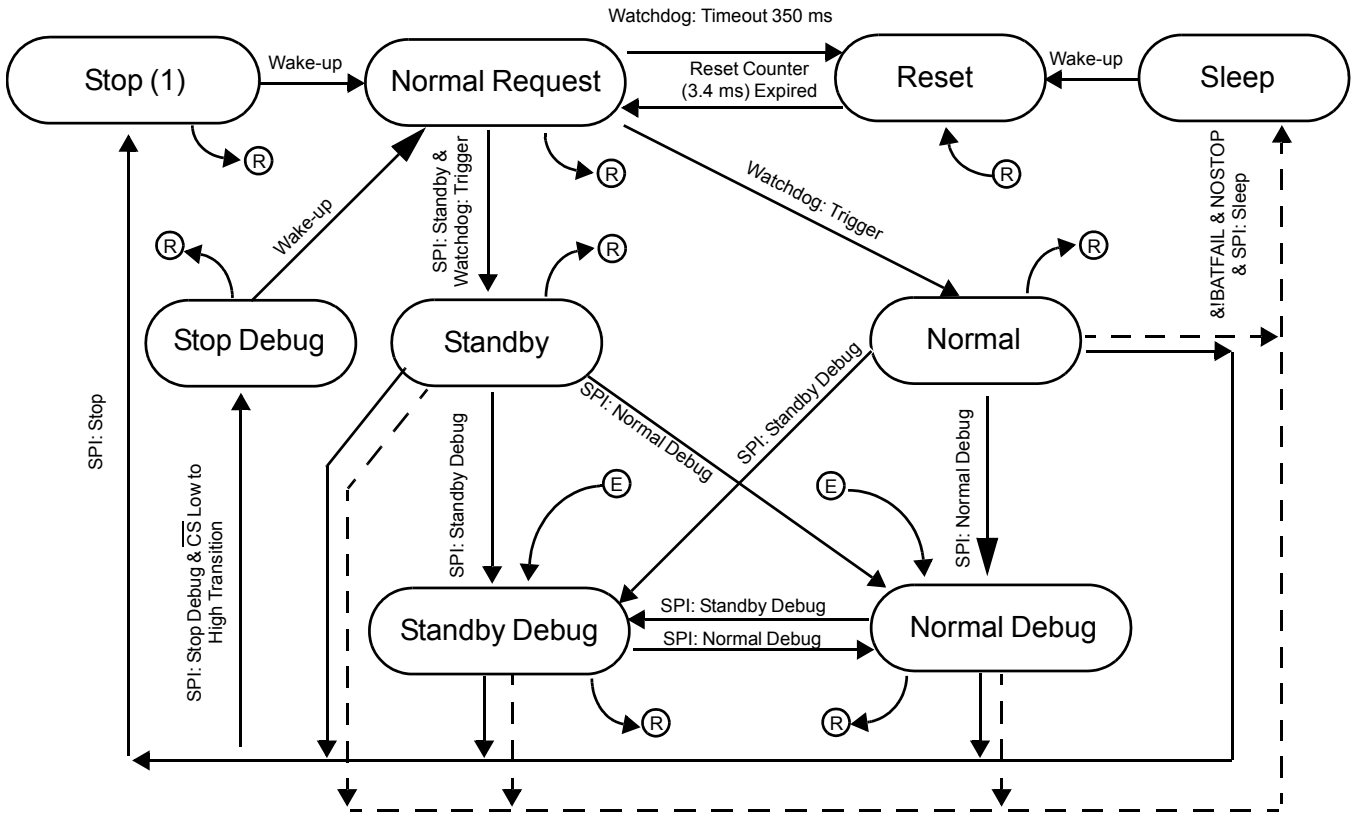 Watchdog: Timeout 350 ms
Stop (1)
Wake-up
Normal Request
Reset Counter
(3.4 ms) Expired
Reset
Wake-up
Sleep
R
R
R
SPI: Standby &
Watchdog: Trigger
Watchdog: Trigger
&!BATFAIL & NOSTOP
& SPI: Sleep
Wake-up
R
R
R
Stop Debug
Standby
Normal
SPI: Stop
SPI: Stop Debug & C̅S̅ Low to
High Transition
SPI: Standby Debug
SPI: Normal Debug
SPI: Standby Debug
SPI: Normal Debug
E
E
Standby Debug
SPI: Standby Debug
SPI: Normal Debug
Normal Debug
R
R